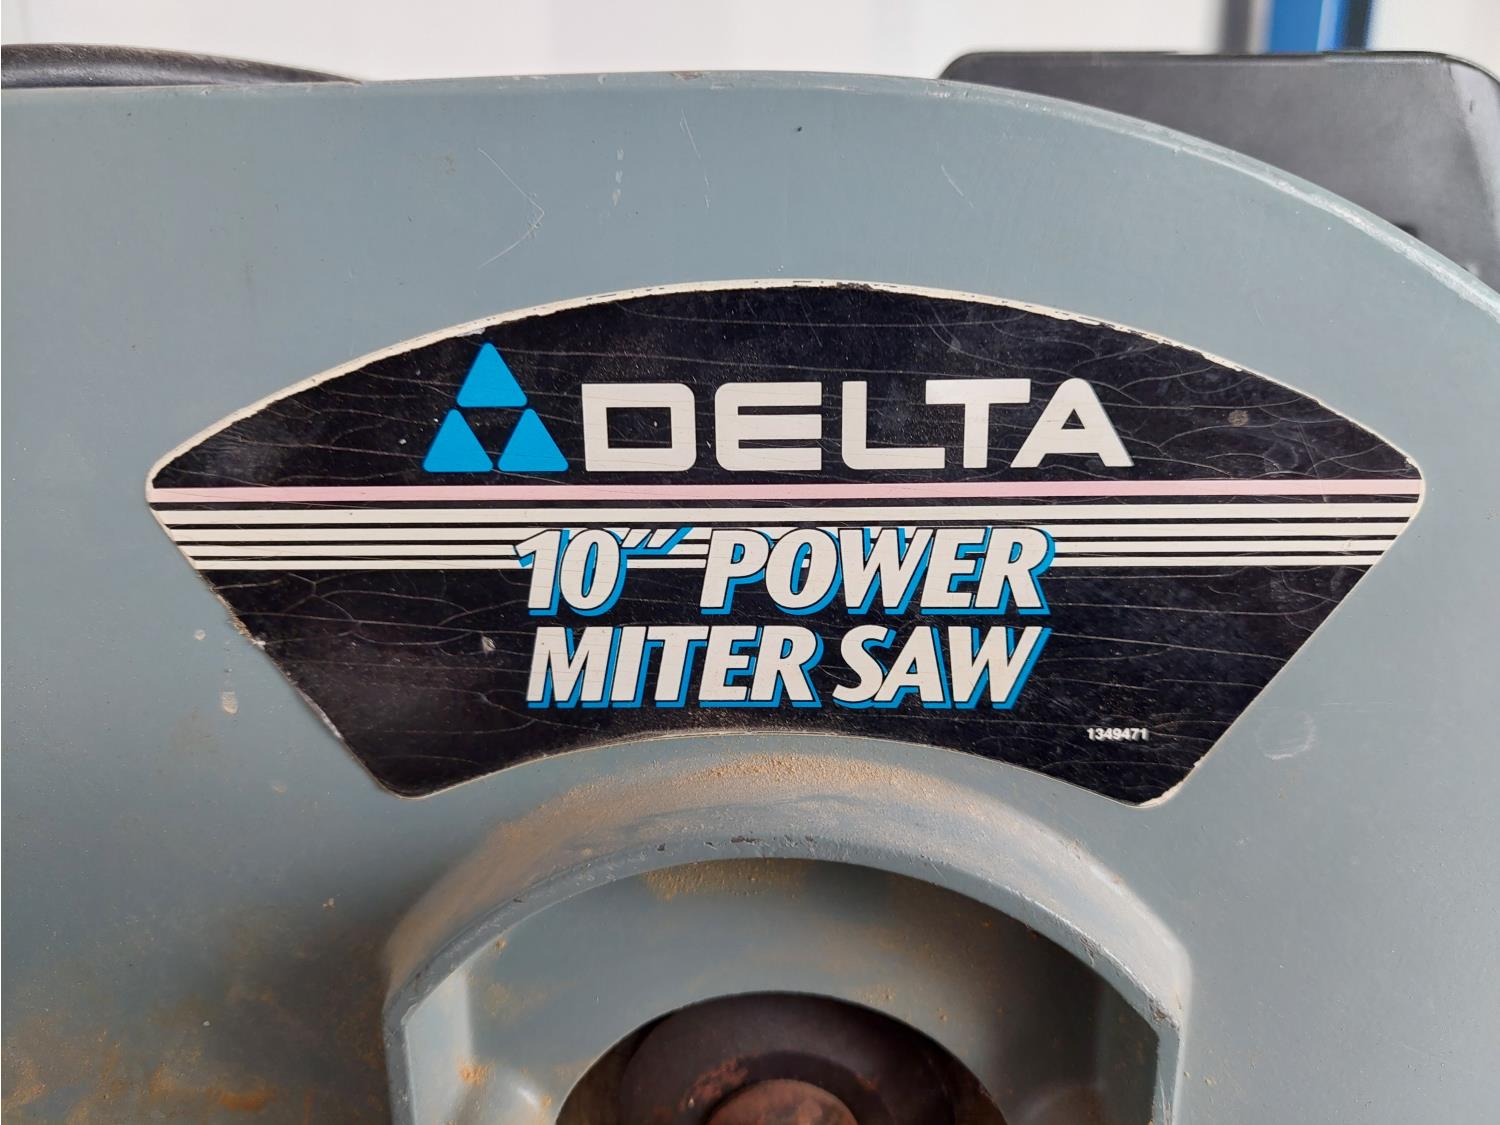 DELTA
10" POWER
MITER SAW
1349471